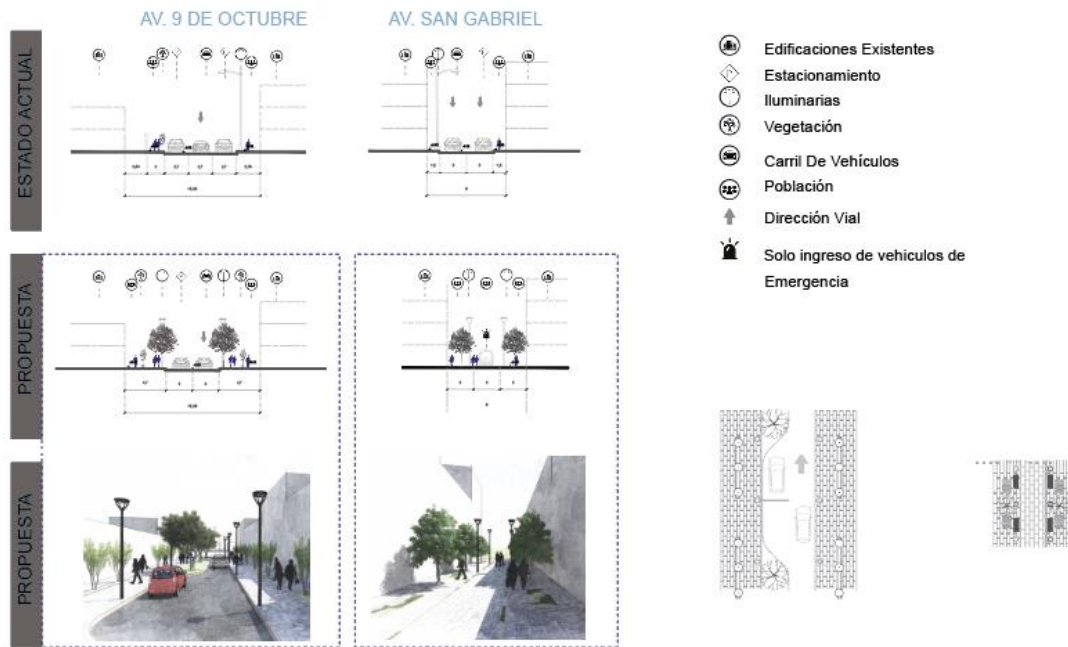 AV. 9 DE OCTUBRE
AV. SAN GABRIEL
ESTADO ACTUAL
PROPUESTA
PROPUESTA
Edificaciones Existentes
Estacionamiento
Iluminarias
Vegetación
Carril De Vehículos
Población
Dirección Vial
Solo ingreso de vehiculos de
Emergencia